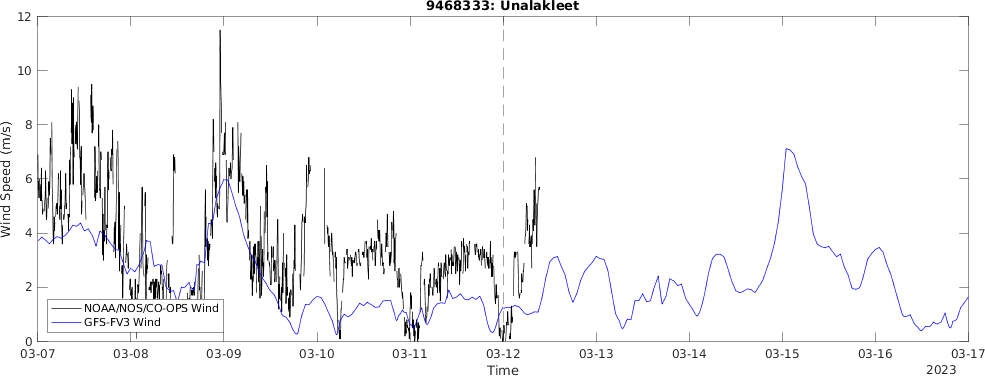 9468333: Unalakleet
12
10
8
6
4
2
0
Wind Speed (m/s)
NOAA/NOS/CO-OPS Wind
GFS-FV3 Wind
03-07 03-08 03-09 03-10 03-11 03-12 03-13 03-14 03-15 03-16 03-17
Time
2023